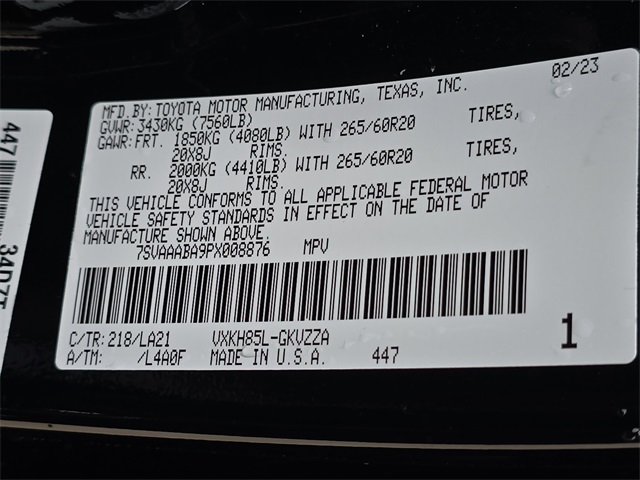 02/23
MFD.BY:TOYOTA MOTOR MANUFACTURING, TEXAS, INC.
GVWR:3430KG (7560LB)
GAWR:FRT. 1850KG (4080LB) WITH 265/60R20 TIRES,
20X8J RIMS.
RR. 2000KG (4410LB) WITH 265/60R20 TIRES,
20X8J RIMS.
THIS VEHICLE CONFORMS TO ALL APPLICABLE FEDERAL MOTOR
VEHICLE SAFETY STANDARDS IN EFFECT ON THE DATE OF
MANUFACTURE SHOWN ABOVE.
7SVAAABA9PX008876 MPV
C/TR:218/LA21 VXKH85L-GKVZZA
A/TM: /L4A0F MADE IN U.S.A. 447
1
447